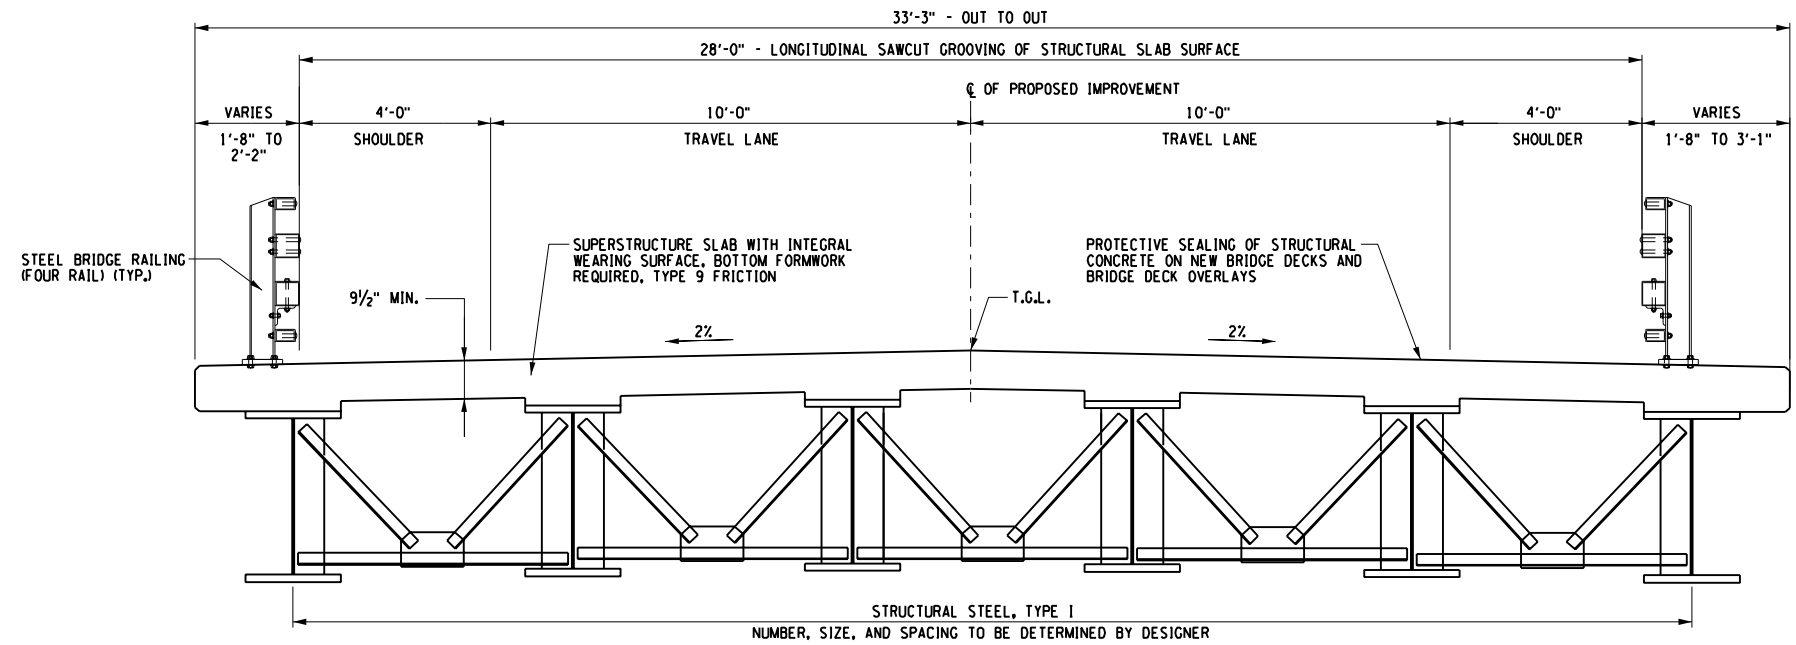 33'-3" - OUT TO OUT
28'-0" - LONGITUDINAL SAWCUT GROOVING OF STRUCTURAL SLAB SURFACE
℄ OF PROPOSED IMPROVEMENT
VARIES
1'-8" TO
2'-2"
4'-0"
SHOULDER
10'-0"
TRAVEL LANE
10'-0"
TRAVEL LANE
4'-0"
SHOULDER
VARIES
1'-8" TO 3'-1"
STEEL BRIDGE RAILING
(FOUR RAIL) (TYP.)
SUPERSTRUCTURE SLAB WITH INTEGRAL
WEARING SURFACE, BOTTOM FORMWORK
REQUIRED, TYPE 9 FRICTION
PROTECTIVE SEALING OF STRUCTURAL
CONCRETE ON NEW BRIDGE DECKS AND
BRIDGE DECK OVERLAYS
9½" MIN.
T.G.L.
2%
2%
STRUCTURAL STEEL, TYPE I
NUMBER, SIZE, AND SPACING TO BE DETERMINED BY DESIGNER